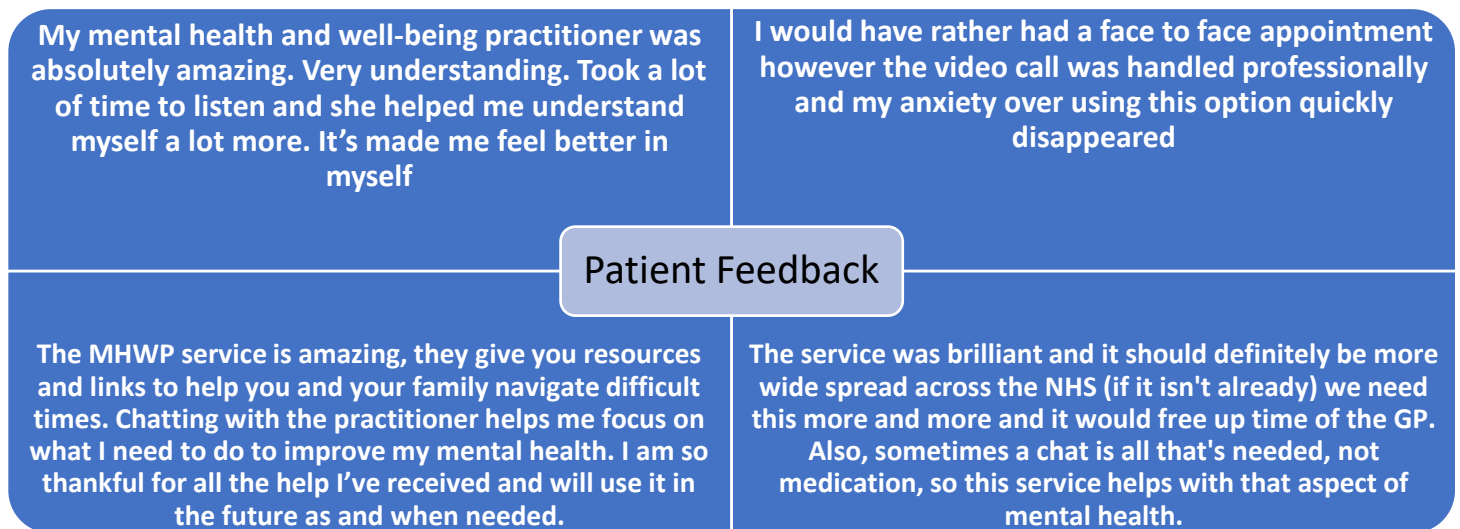 My mental health and well-being practitioner was
absolutely amazing. Very understanding. Took a lot
of time to listen and she helped me understand
myself a lot more. It’s made me feel better in
myself
I would have rather had a face to face appointment
however the video call was handled professionally
and my anxiety over using this option quickly
disappeared
Patient Feedback
The MHWP service is amazing, they give you resources
and links to help you and your family navigate difficult
times. Chatting with the practitioner helps me focus on
what I need to do to improve my mental health. I am so
thankful for all the help I’ve received and will use it in
the future as and when needed.
The service was brilliant and it should definitely be more
wide spread across the NHS (if it isn't already) we need
this more and more and it would free up time of the GP.
Also, sometimes a chat is all that's needed, not
medication, so this service helps with that aspect of
mental health.